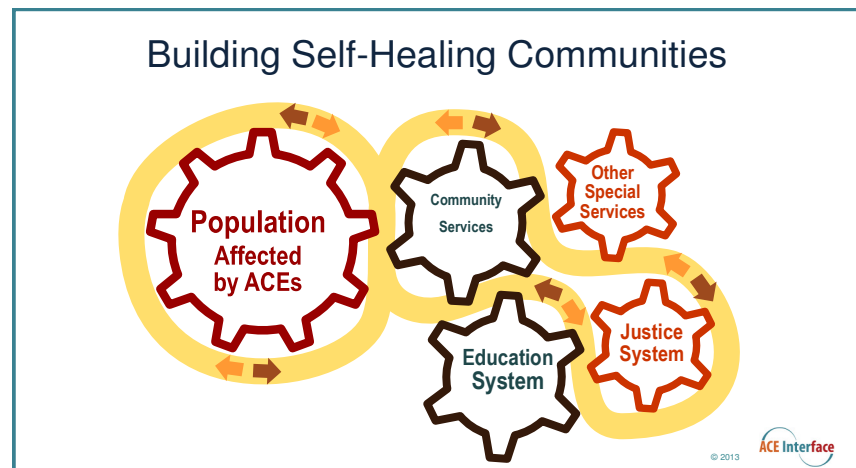 Building Self-Healing Communities
Population
Affected
by ACEs
Community
Services
Other
Special
Services
Education
System
Justice
System
© 2013
ACE Interface